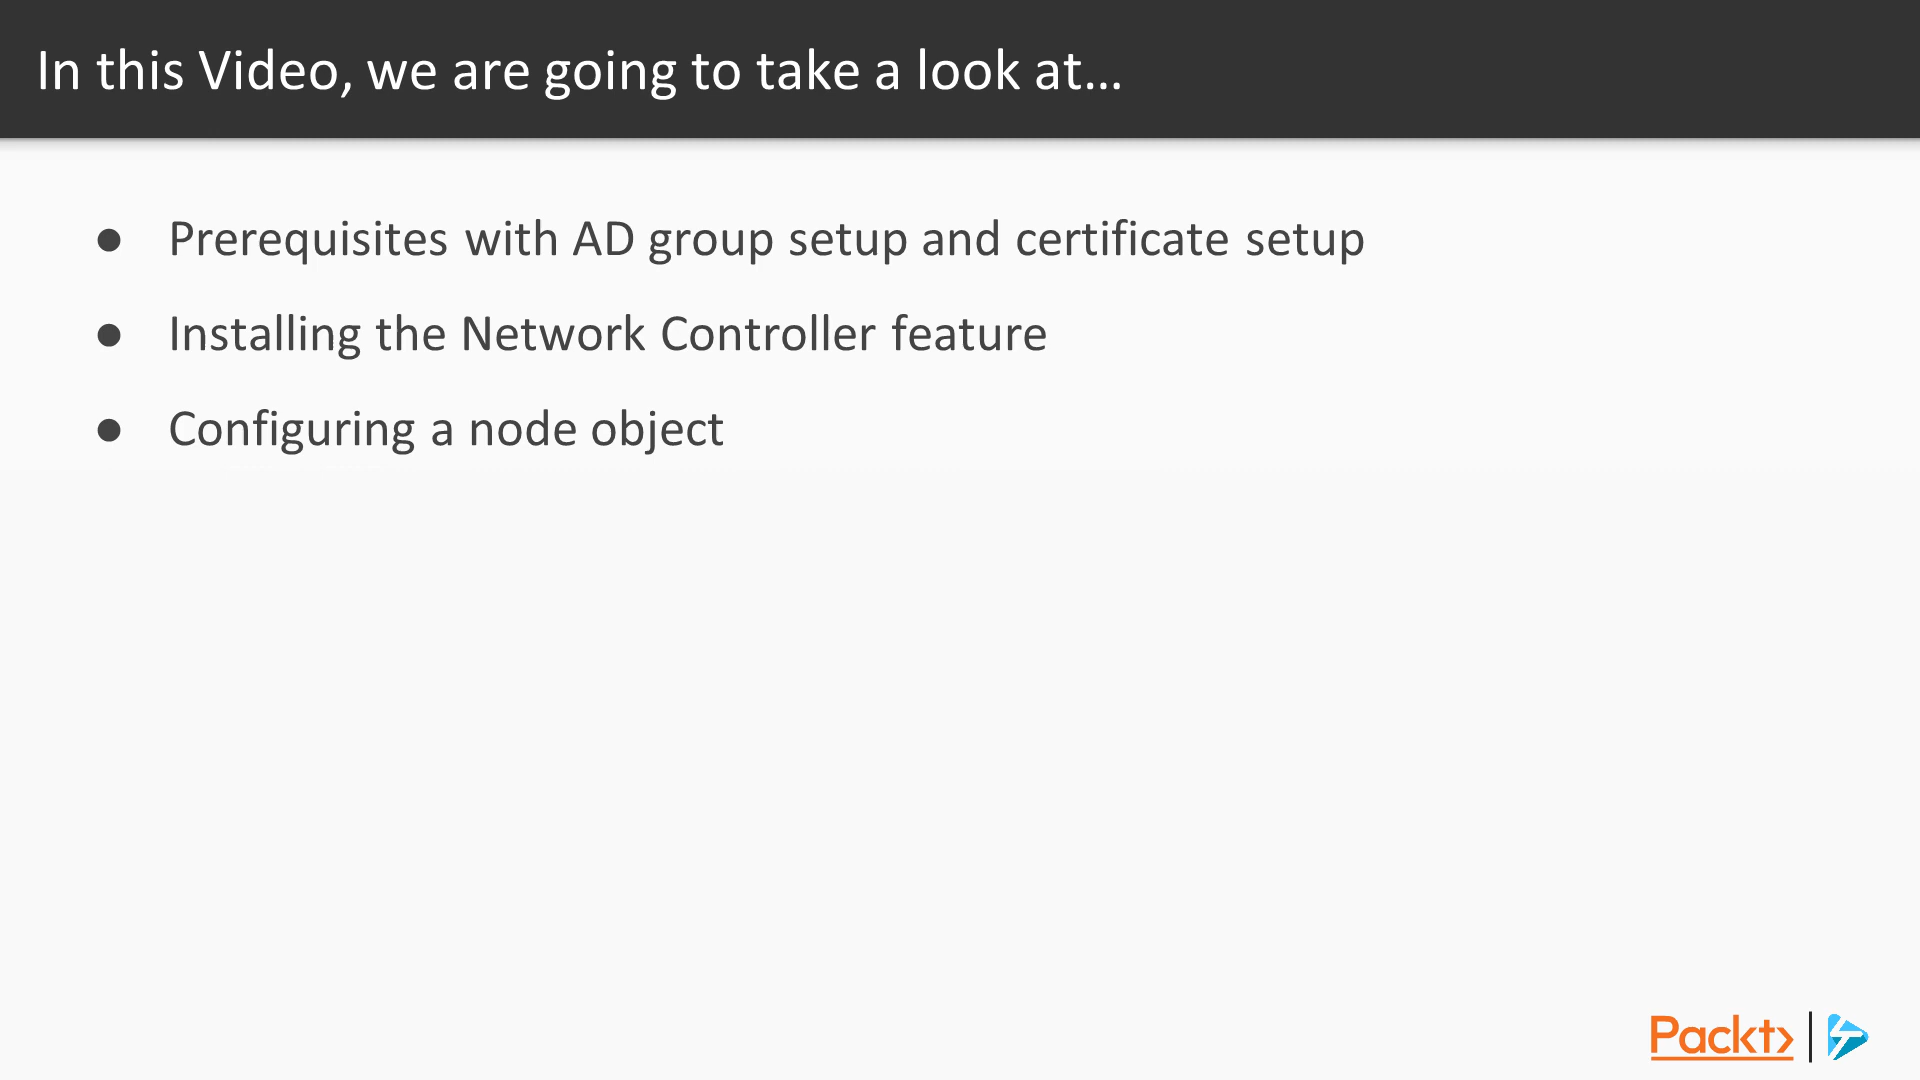 In this Video, we are going to take a look at...
● Prerequisites with AD group setup and certificate setup
● Installing the Network Controller feature
● Configuring a node object
Packt>